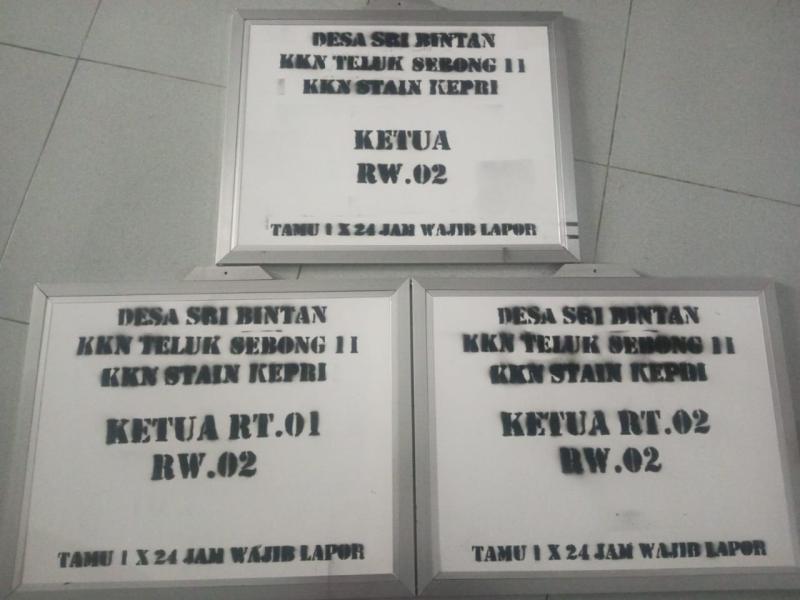 DESA SRI BINTAN
KKN TELUK SEBONG 11
KKN STAIN KEPRI
KETUA
RW.02
TAMU 1 X 24 JAM WAJIB LAPOR
DESA SRI BINTAN
KKN TELUK SEBONG 11
KKN STAIN KEPRI
KETUA RT.01
RW.02
TAMU 1 X 24 JAM WAJIB LAPOR
DESA SRI BINTAN
KKN TELUK SEBONG 11
KKN STAIN KEPRI
KETUA RT.02
RW.02
TAMU 1 X 24 JAM WAJIB LAPOR